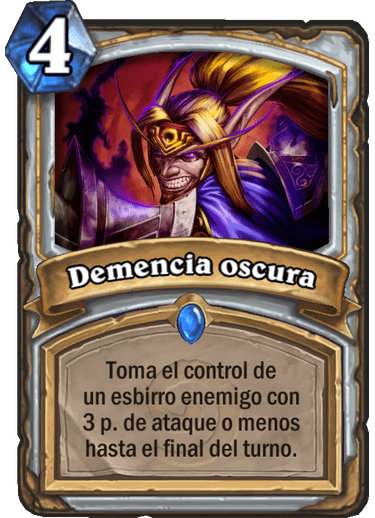 4
Demencia oscura
Toma el control de
un esbirro enemigo con
3 p. de ataque o menos
hasta el final del turno.